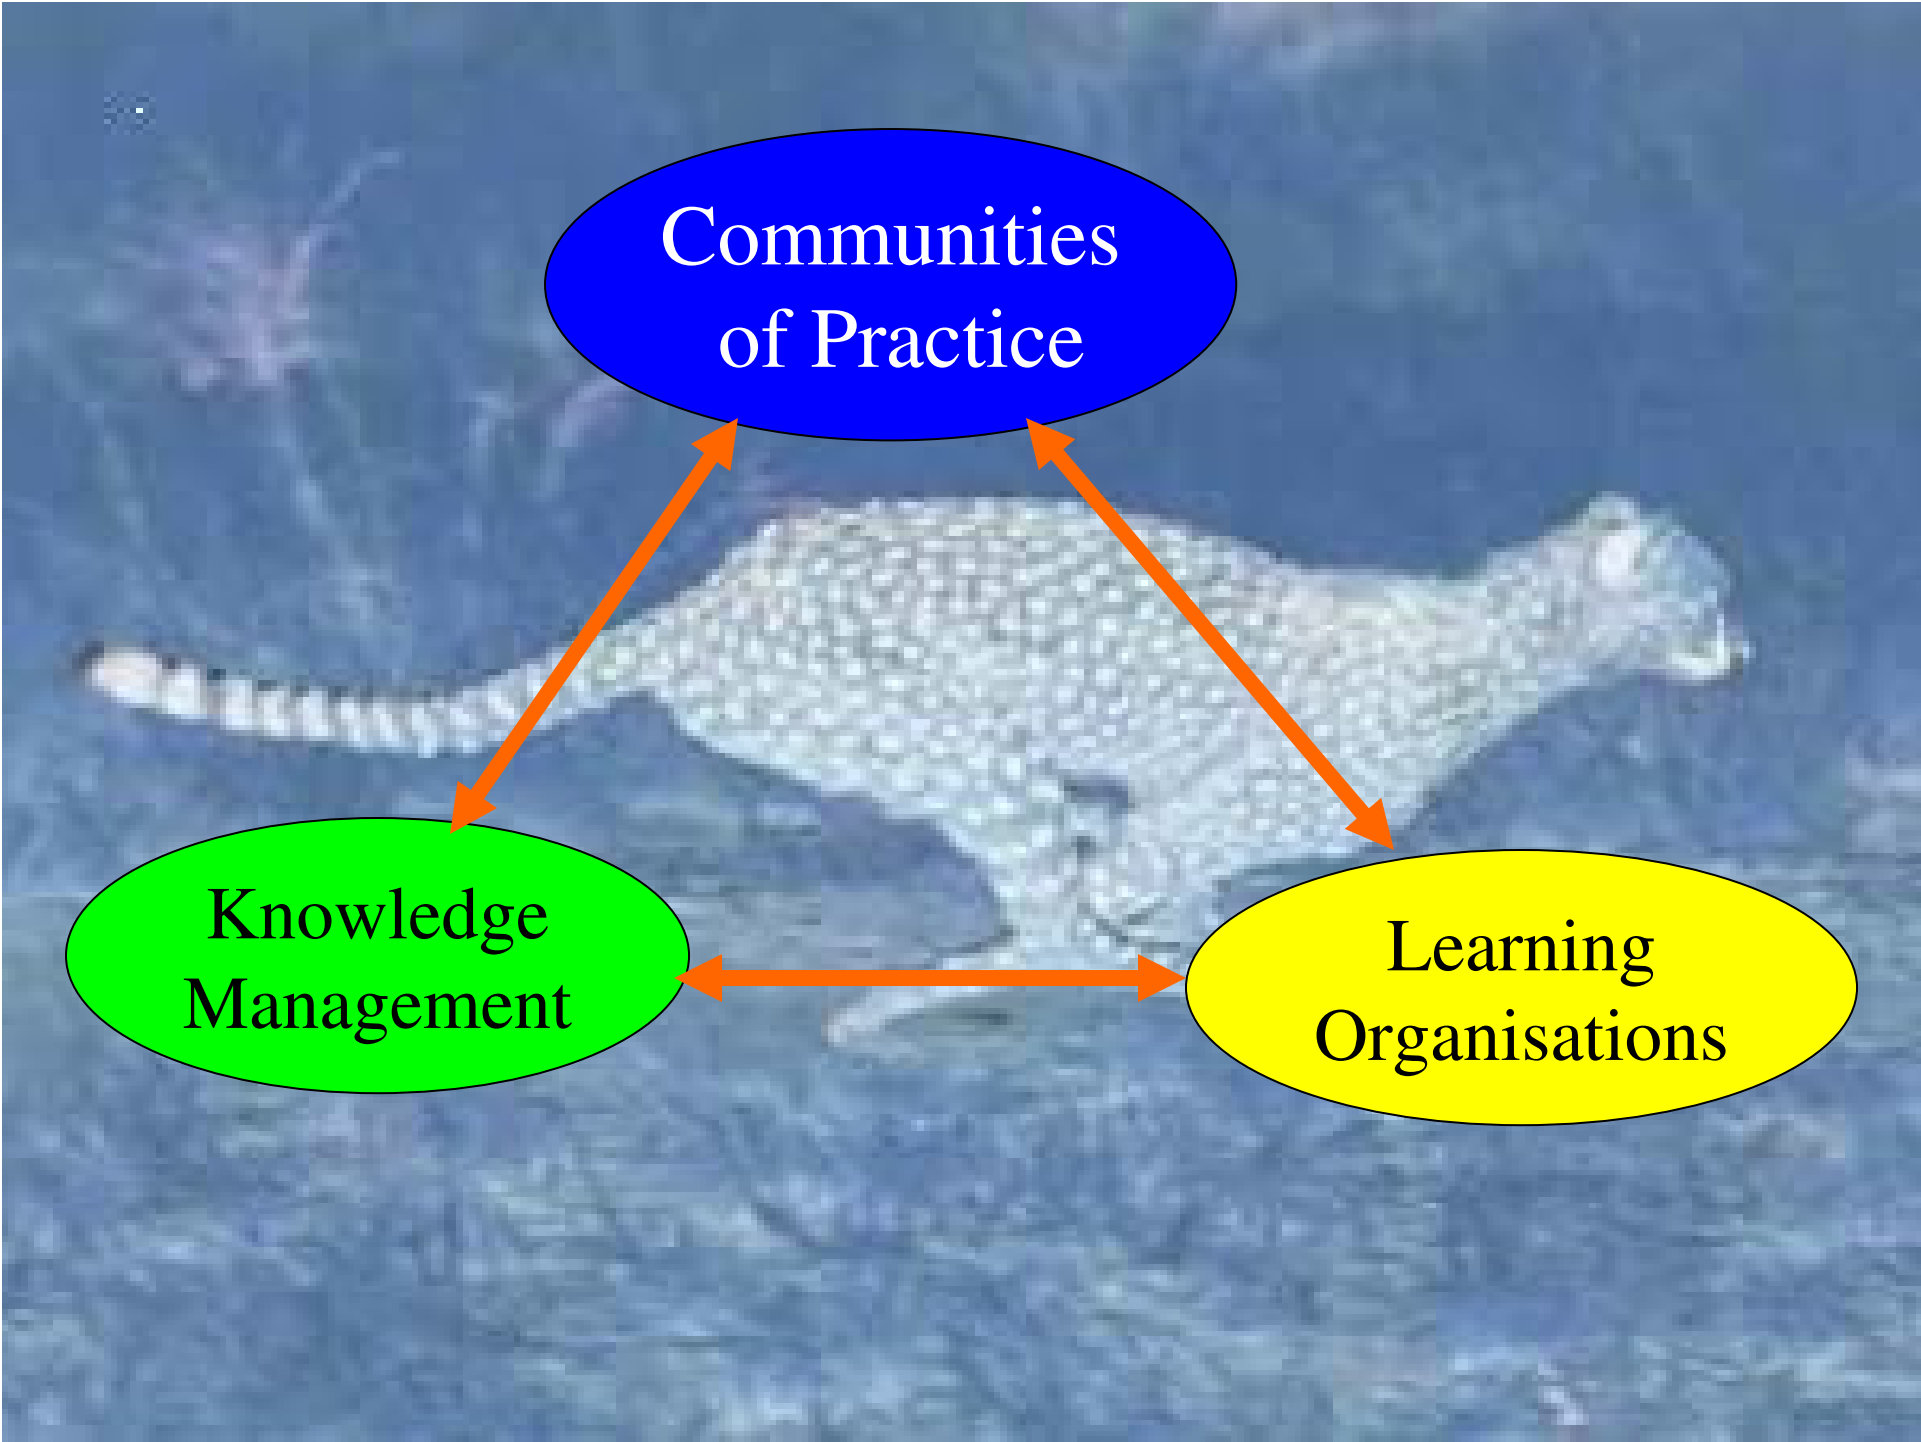 Communities
of Practice
Knowledge
Management
Learning
Organisations